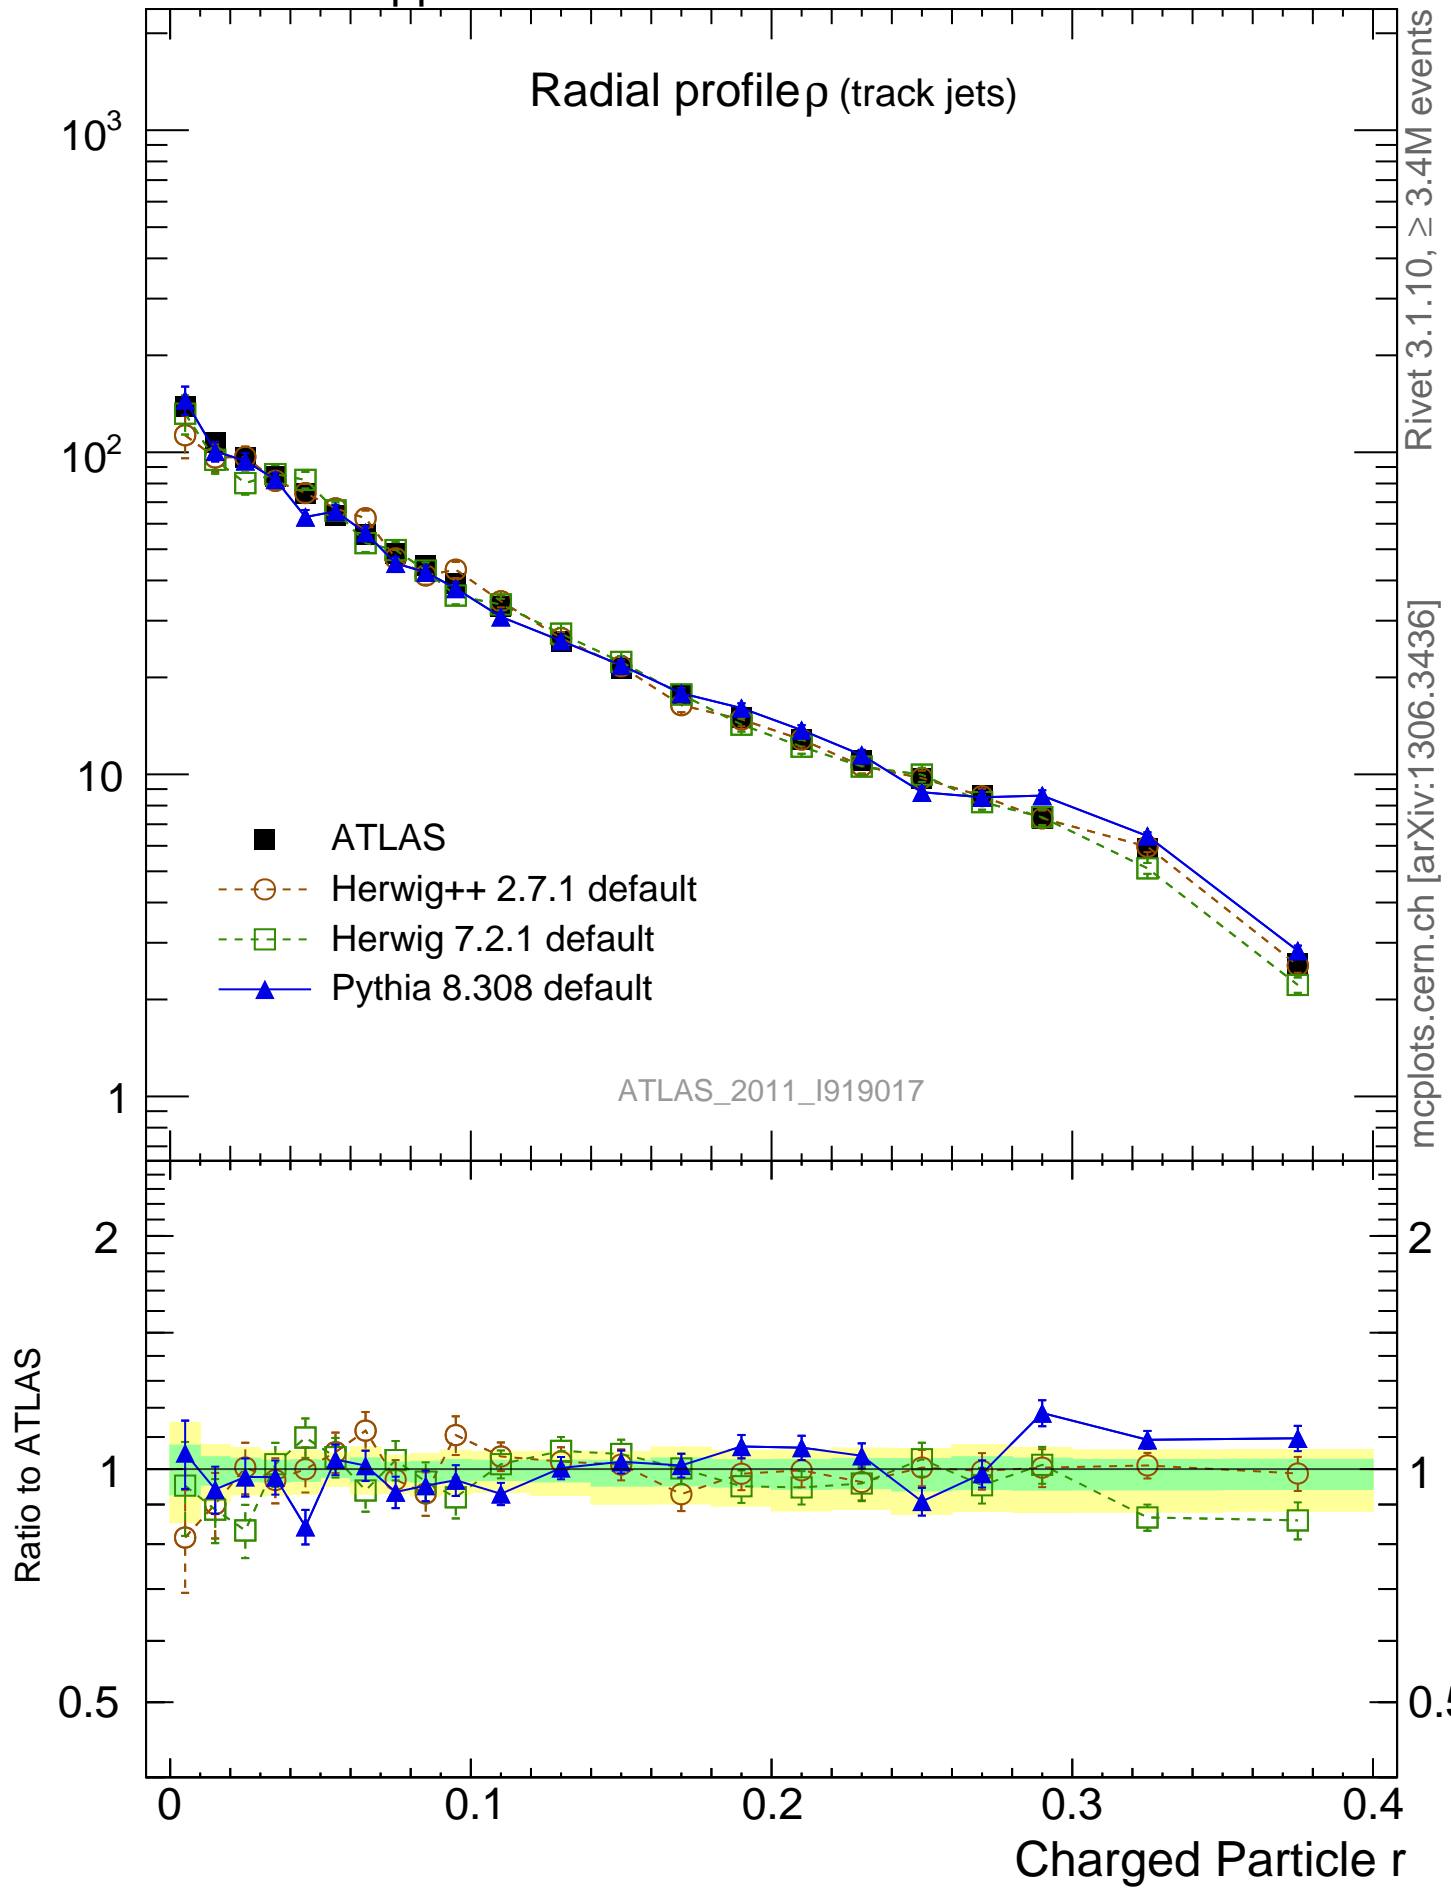 pp
Radial profile ρ (track jets)
10³
10²
10
1
ATLAS
Herwig++ 2.7.1 default
Herwig 7.2.1 default
Pythia 8.308 default
ATLAS_2011_I919017
Rivet 3.1.10, ≥ 3.4M events
mcplots.cern.ch [arXiv:1306.3436]
Ratio to ATLAS
2
1
0.5
2
1
0.5
0 0.1 0.2 0.3 0.4
Charged Particle r